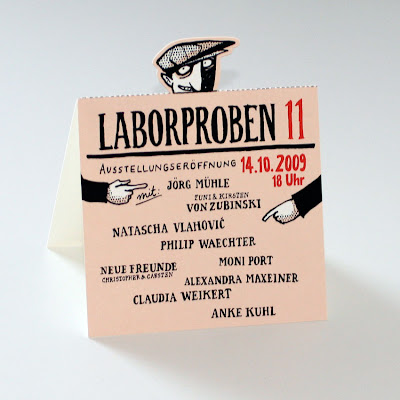 LABORPROBEN 11
AUSSTELLUNGSERÖFFNUNG 14.10.2009
18 Uhr
mit:
JÖRG MÜHLE
ZUNI & KIRSTEN
VON ZUBINSKI
NATASCHA VLAHOVIĆ
PHILIP WAECHTER
MONI PORT
NEUE FREUNDE
CHRISTOPHER & CARSTEN
ALEXANDRA MAXEINER
CLAUDIA WEIKERT
ANKE KUHL